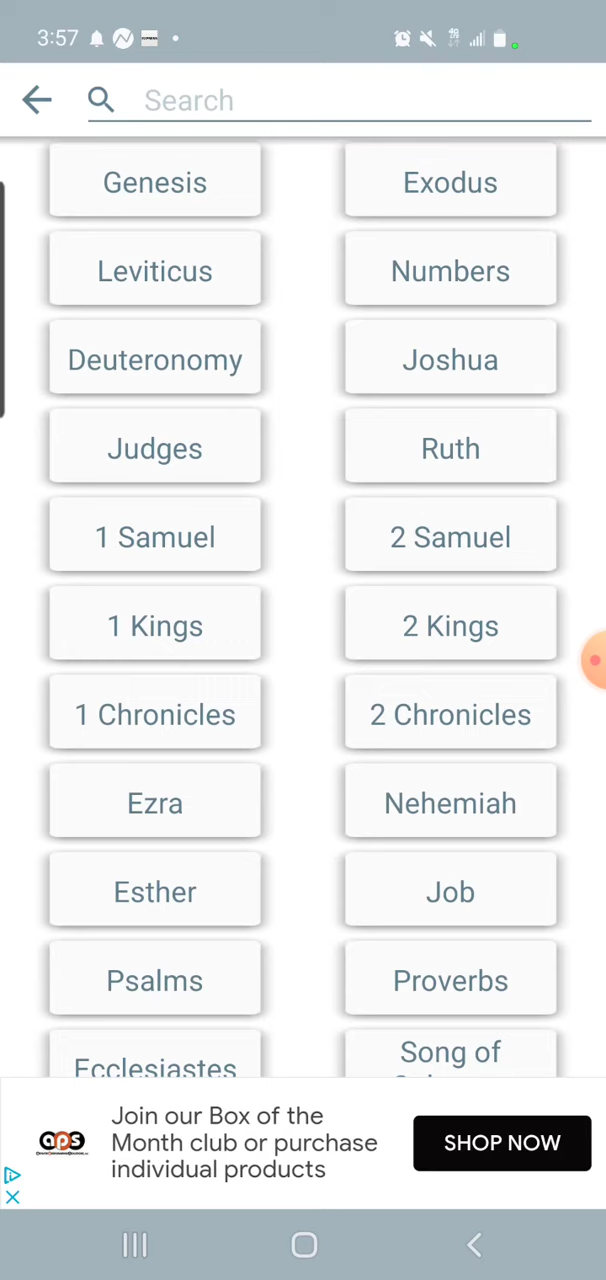 3:57
Search
Genesis
Exodus
Leviticus
Numbers
Deuteronomy
Joshua
Judges
Ruth
1 Samuel
2 Samuel
1 Kings
2 Kings
1 Chronicles
2 Chronicles
Ezra
Nehemiah
Esther
Job
Psalms
Proverbs
Ecclesiastes
Song of
Join our Box of the
Month club or purchase
individual products
aps
SHOP NOW